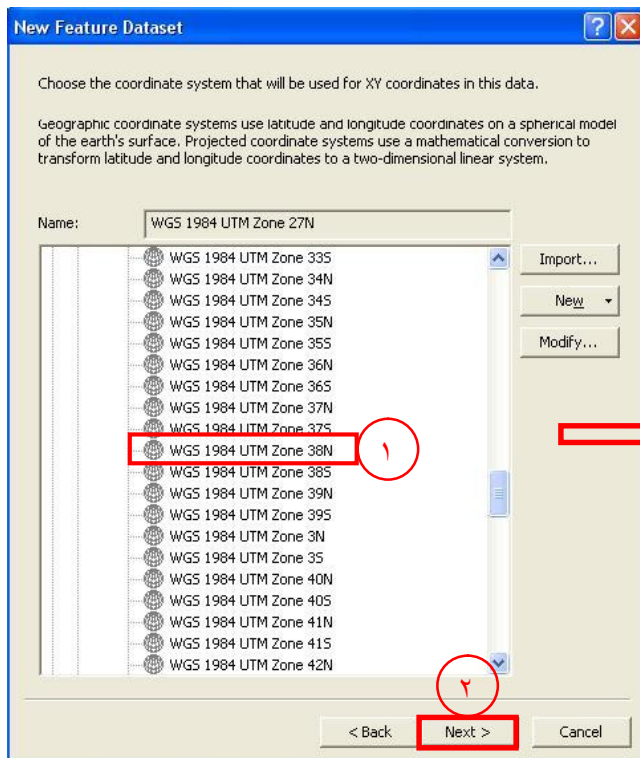 New Feature Dataset
Choose the coordinate system that will be used for XY coordinates in this data.
Geographic coordinate systems use latitude and longitude coordinates on a spherical model
of the earth's surface. Projected coordinate systems use a mathematical conversion to
transform latitude and longitude coordinates to a two-dimensional linear system.
Name: WGS 1984 UTM Zone 27N
WGS 1984 UTM Zone 33S
WGS 1984 UTM Zone 34N
WGS 1984 UTM Zone 34S
WGS 1984 UTM Zone 35N
WGS 1984 UTM Zone 35S
WGS 1984 UTM Zone 36N
WGS 1984 UTM Zone 36S
WGS 1984 UTM Zone 37N
WGS 1984 UTM Zone 37S
WGS 1984 UTM Zone 38N ١
WGS 1984 UTM Zone 38S
WGS 1984 UTM Zone 39N
WGS 1984 UTM Zone 39S
WGS 1984 UTM Zone 3N
WGS 1984 UTM Zone 3S
WGS 1984 UTM Zone 40N
WGS 1984 UTM Zone 40S
WGS 1984 UTM Zone 41N
WGS 1984 UTM Zone 41S
WGS 1984 UTM Zone 42N
Import...
New
Modify...
٢
< Back Next > Cancel